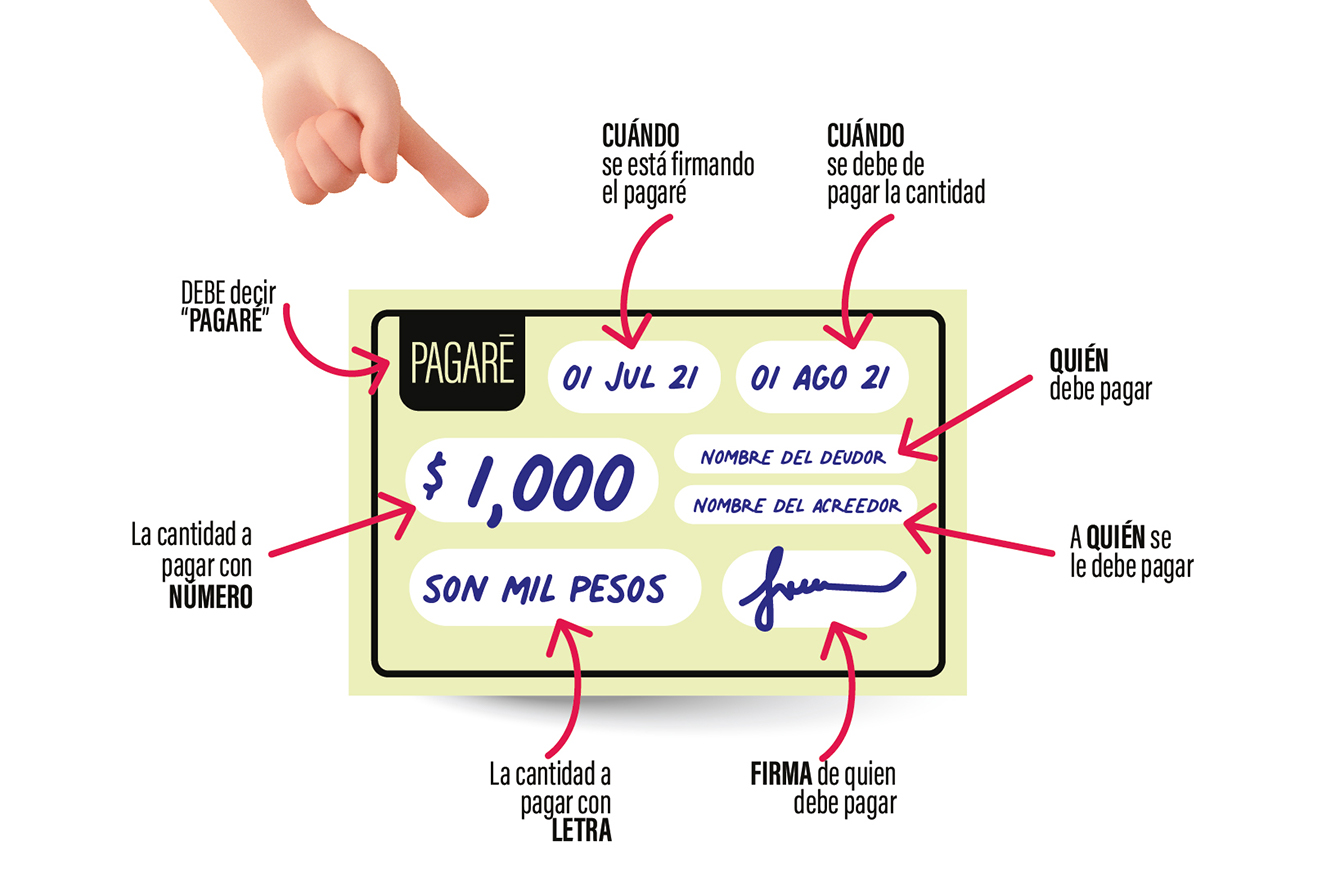 CUÁNDO
se está firmando
el pagaré
CUÁNDO
se debe de
pagar la cantidad
DEBE decir
“PAGARÉ”
PAGARÉ
01 JUL 21
01 AGO 21
QUIÉN
debe pagar
$ 1,000
NOMBRE DEL DEUDOR
NOMBRE DEL ACREEDOR
La cantidad a
pagar con
NÚMERO
A QUIÉN se
le debe pagar
SON MIL PESOS
La cantidad a
pagar con
LETRA
FIRMA de quien
debe pagar